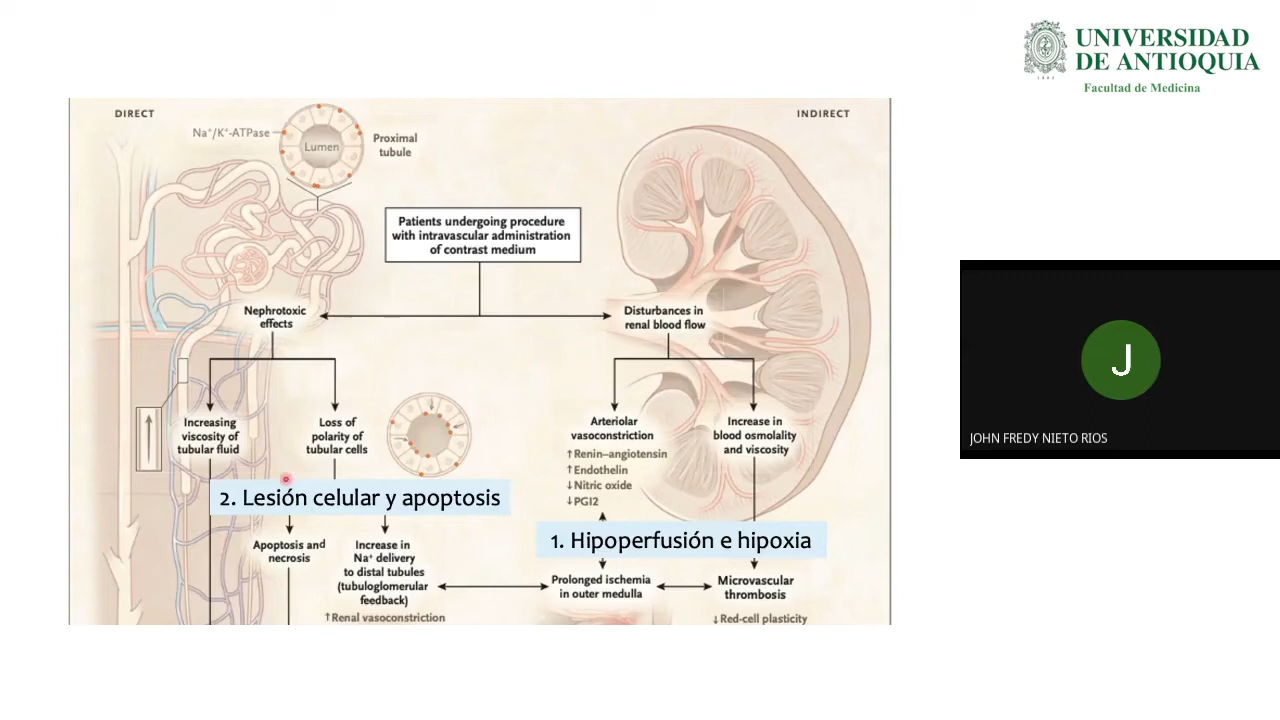 UNIVERSIDAD
DE ANTIOQUIA
1803
Facultad de Medicina
DIRECT
INDIRECT
Na⁺/K⁺-ATPase
Lumen
Proximal
tubule
Patients undergoing procedure
with intravascular administration
of contrast medium
Nephrotoxic
effects
Disturbances in
renal blood flow
Increasing
viscosity of
tubular fluid
Loss of
polarity of
tubular cells
Arteriolar
vasoconstriction
↑Renin–angiotensin
↑Endothelin
↓Nitric oxide
↓PGI2
Increase in
blood osmolality
and viscosity
2. Lesión celular y apoptosis
1. Hipoperfusión e hipoxia
Apoptosis and
necrosis
Increase in
Na⁺ delivery
to distal tubules
(tubuloglomerular
feedback)
↑Renal vasoconstriction
Prolonged ischemia
in outer medulla
Microvascular
thrombosis
↓Red-cell plasticity
J
JOHN FREDY NIETO RIOS